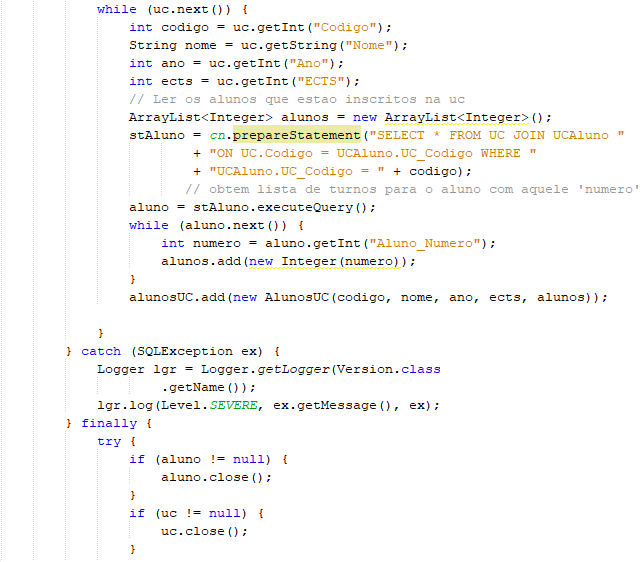 while (uc.next()) {
int codigo = uc.getInt("Codigo");
String nome = uc.getString("Nome");
int ano = uc.getInt("Ano");
int ects = uc.getInt("ECTS");
// Ler os alunos que estao inscritos na uc
ArrayList<Integer> alunos = new ArrayList<Integer>();
stAluno = cn.prepareStatement("SELECT * FROM UC JOIN UCAluno "
+ "ON UC.Codigo = UCAluno.UC_Codigo WHERE "
+ "UCAluno.UC_Codigo = " + codigo);
// obtem lista de turnos para o aluno com aquele 'numero'
aluno = stAluno.executeQuery();
while (aluno.next()) {
int numero = aluno.getInt("Aluno_Numero");
alunos.add(new Integer(numero));
}
alunosUC.add(new AlunosUC(codigo, nome, ano, ects, alunos));
}
} catch (SQLException ex) {
Logger lgr = Logger.getLogger(Version.class
.getName());
lgr.log(Level.SEVERE, ex.getMessage(), ex);
} finally {
try {
if (aluno != null) {
aluno.close();
}
if (uc != null) {
uc.close();
}